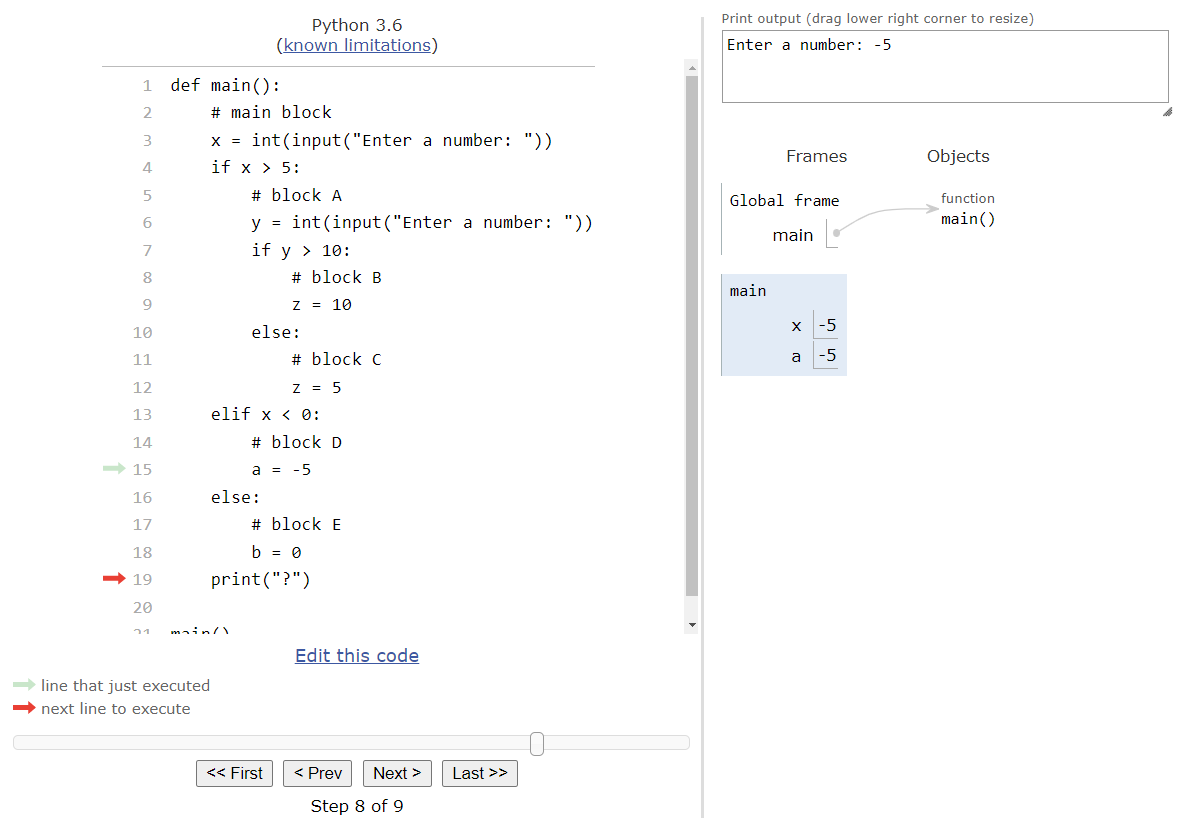 Python 3.6
(known limitations)
1 def main():
2 # main block
3 x = int(input("Enter a number: "))
4 if x > 5:
5 # block A
6 y = int(input("Enter a number: "))
7 if y > 10:
8 # block B
9 z = 10
10 else:
11 # block C
12 z = 5
13 elif x < 0:
14 # block D
15 a = -5
16 else:
17 # block E
18 b = 0
19 print("?")
20
21 main()
Edit this code
line that just executed
next line to execute
<< First < Prev Next > Last >>
Step 8 of 9
Print output (drag lower right corner to resize)
Enter a number: -5
Frames Objects
Global frame
main
function
main()
main
x -5
a -5